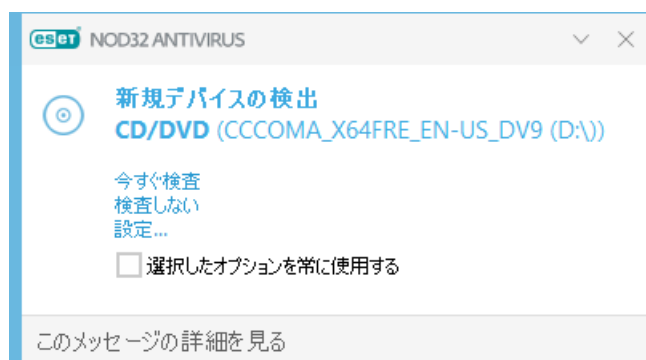 eset NOD32 ANTIVIRUS
新規デバイスの検出
CD/DVD (CCCOMA_X64FRE_EN-US_DV9 (D:\))
今すぐ検査
検査しない
設定...
選択したオプションを常に使用する
このメッセージの詳細を見る